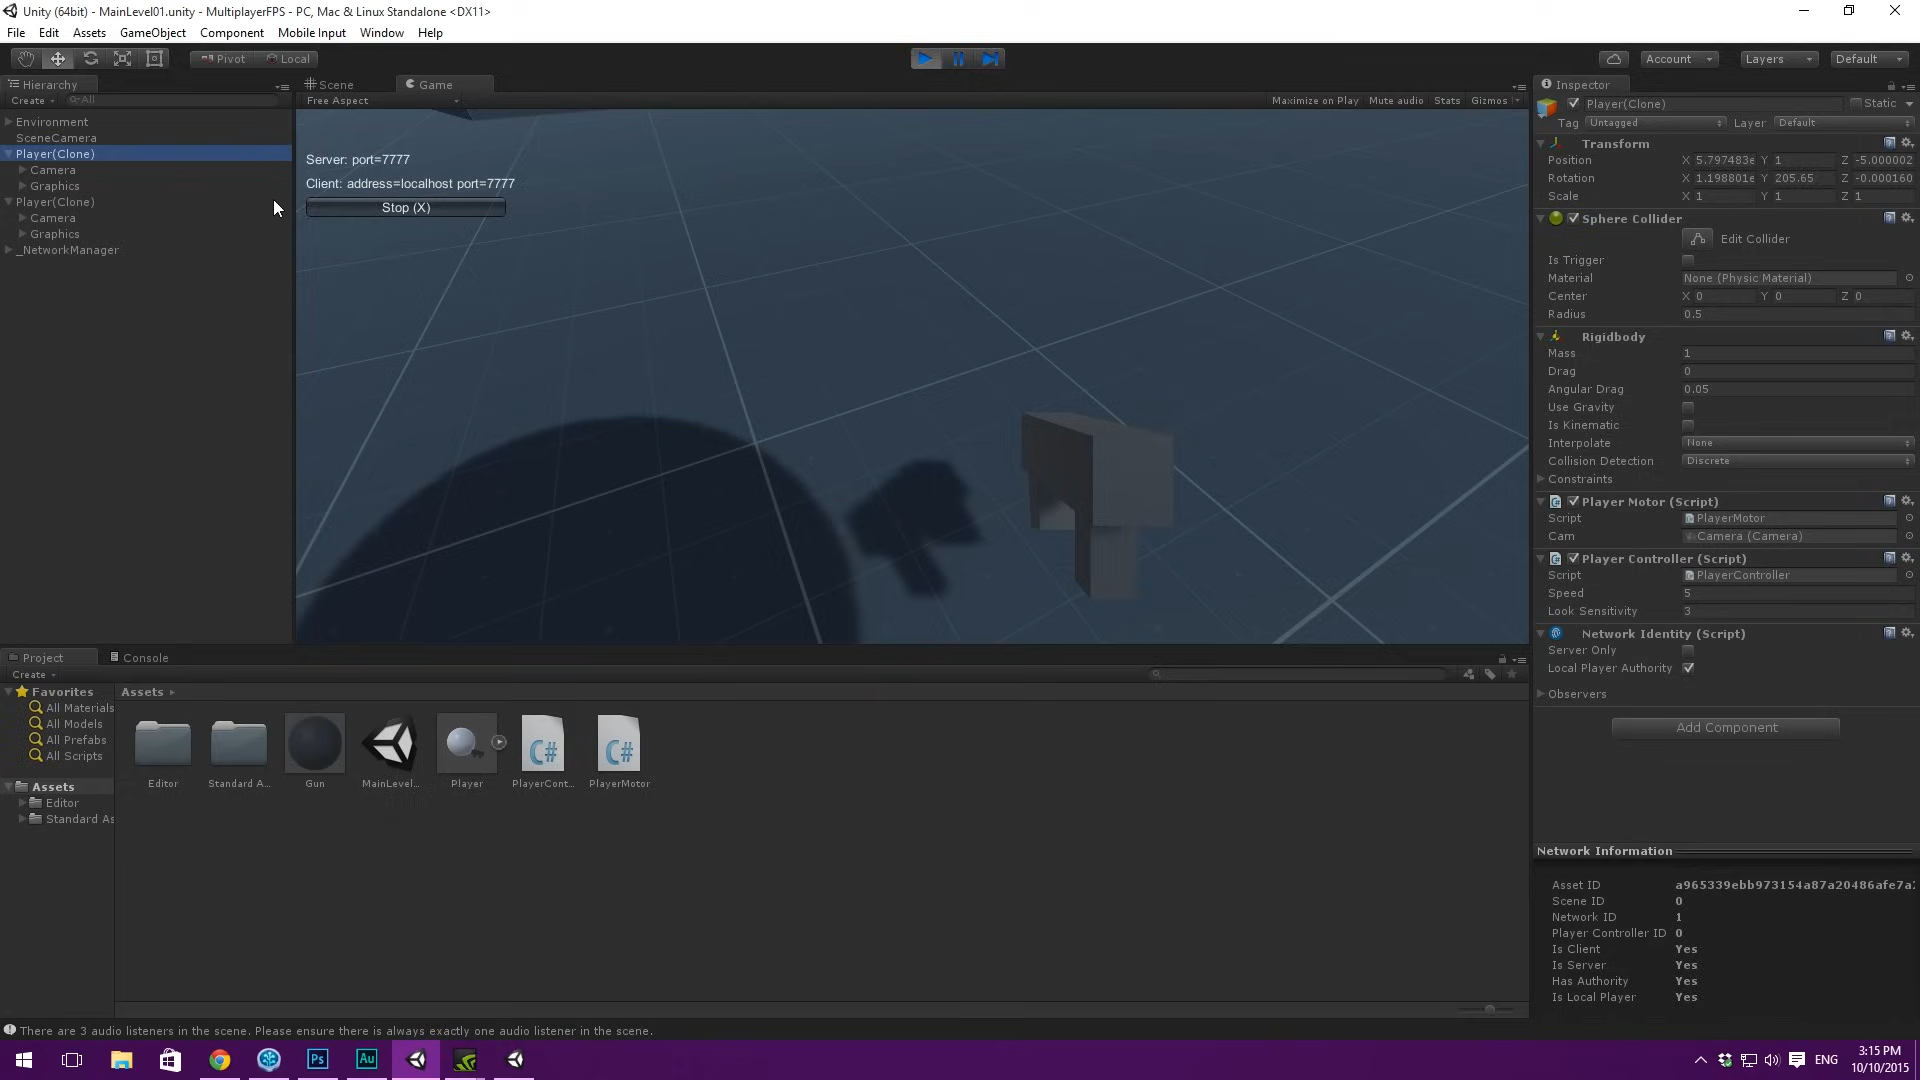 Unity (64bit) - MainLevel01.unity - MultiplayerFPS - PC, Mac & Linux Standalone <DX11>
File Edit Assets GameObject Component Mobile Input Window Help
Pivot Local Account Layers Default
Hierarchy
Create All
Environment
SceneCamera
Player(Clone)
Camera
Graphics
Player(Clone)
Camera
Graphics
_NetworkManager
Scene Game
Free Aspect Maximize on Play Mute audio Stats Gizmos
Server: port=7777
Client: address=localhost port=7777
Stop (X)
Inspector
Player(Clone) Static
Tag Untagged Layer Default
Transform
Position X 5.797483e Y 1 Z -5.000002
Rotation X 1.198801e Y 205.65 Z -0.000160
Scale X 1 Y 1 Z 1
Sphere Collider
Edit Collider
Is Trigger
Material None (Physic Material)
Center X 0 Y 0 Z 0
Radius 0.5
Rigidbody
Mass 1
Drag 0
Angular Drag 0.05
Use Gravity
Is Kinematic
Interpolate None
Collision Detection Discrete
Constraints
Player Motor (Script)
Script PlayerMotor
Cam Camera (Camera)
Player Controller (Script)
Script PlayerController
Speed 5
Look Sensitivity 3
Network Identity (Script)
Server Only
Local Player Authority
Observers
Add Component
Network Information
Asset ID a965339ebb973154a87a20486afe7a
Scene ID 0
Network ID 1
Player Controller ID 0
Is Client Yes
Is Server Yes
Has Authority Yes
Is Local Player Yes
Project Console
Create
Favorites
All Materials
All Models
All Prefabs
All Scripts
Assets
Editor
Standard As
Assets
Editor Standard A... Gun MainLevel... Player PlayerCont... PlayerMotor
There are 3 audio listeners in the scene. Please ensure there is always exactly one audio listener in the scene.
Ps Au ENG
3:15 PM
10/10/2015